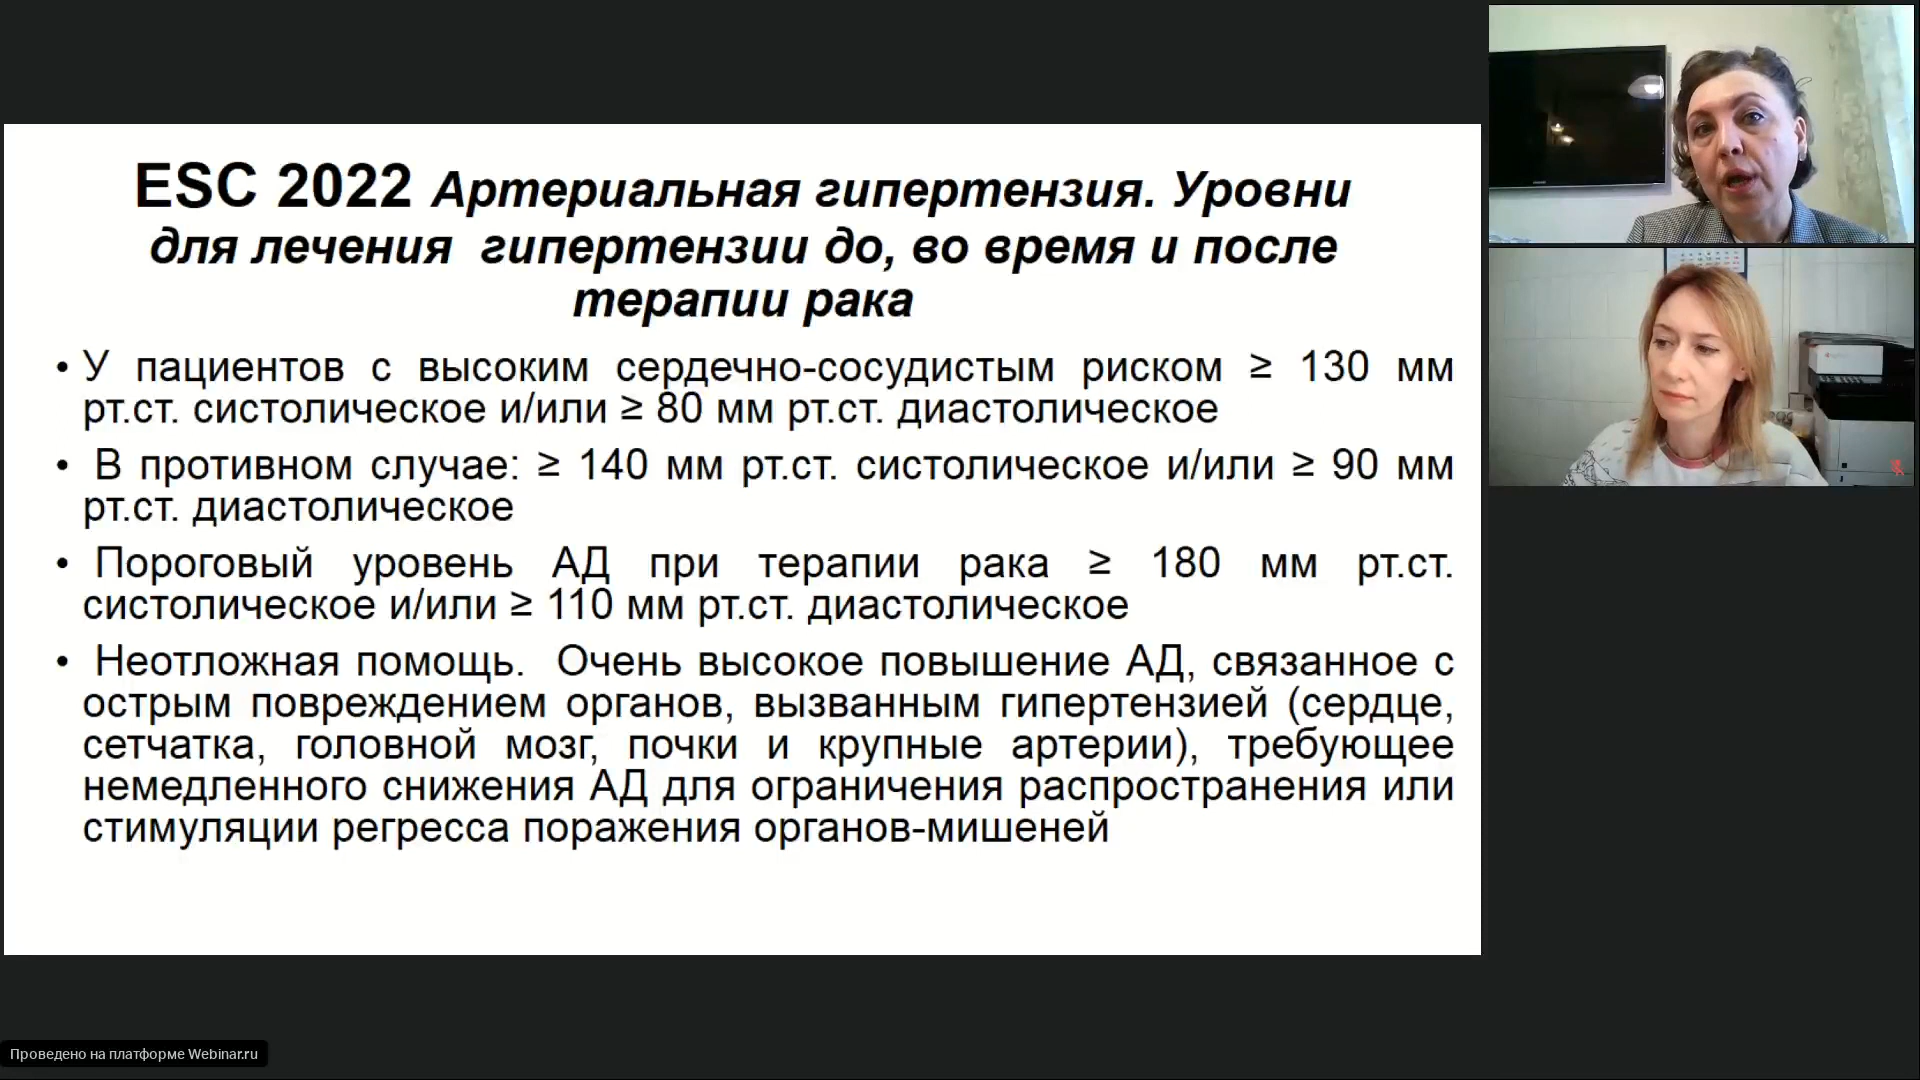 ESC 2022 Артериальная гипертензия. Уровни
для лечения гипертензии до, во время и после
терапии рака
• У пациентов с высоким сердечно-сосудистым риском ≥ 130 мм
рт.ст. систолическое и/или ≥ 80 мм рт.ст. диастолическое
• В противном случае: ≥ 140 мм рт.ст. систолическое и/или ≥ 90 мм
рт.ст. диастолическое
• Пороговый уровень АД при терапии рака ≥ 180 мм рт.ст.
систолическое и/или ≥ 110 мм рт.ст. диастолическое
• Неотложная помощь. Очень высокое повышение АД, связанное с
острым повреждением органов, вызванным гипертензией (сердце,
сетчатка, головной мозг, почки и крупные артерии), требующее
немедленного снижения АД для ограничения распространения или
стимуляции регресса поражения органов-мишеней
Проведено на платформе Webinar.ru